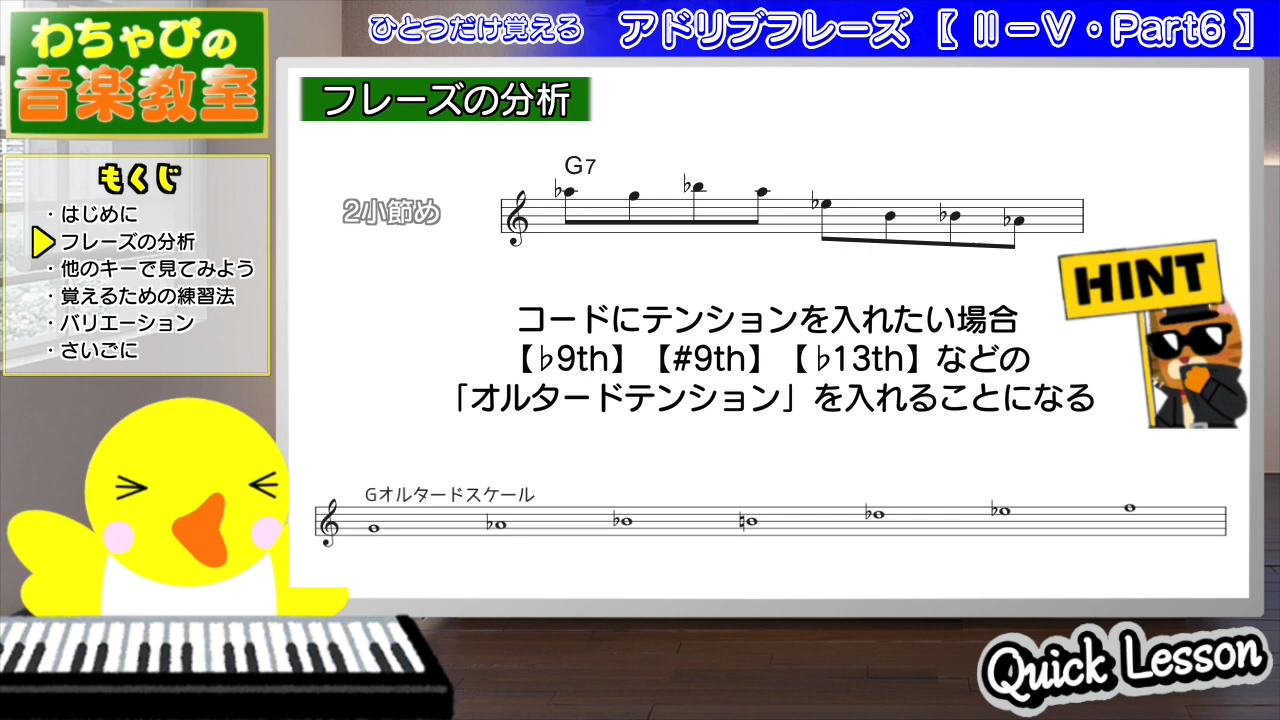 わちゃぴの
音楽教室
ひとつだけ覚える アドリブフレーズ 【 Ⅱ－Ⅴ・Part6 】
もくじ
・はじめに
フレーズの分析
・他のキーで見てみよう
・覚えるための練習法
・バリエーション
・さいごに
フレーズの分析
G7
2小節め
HINT
コードにテンションを入れたい場合
【♭9th】【#9th】【♭13th】などの
「オルタードテンション」を入れることになる
Gオルタードスケール
Quick Lesson